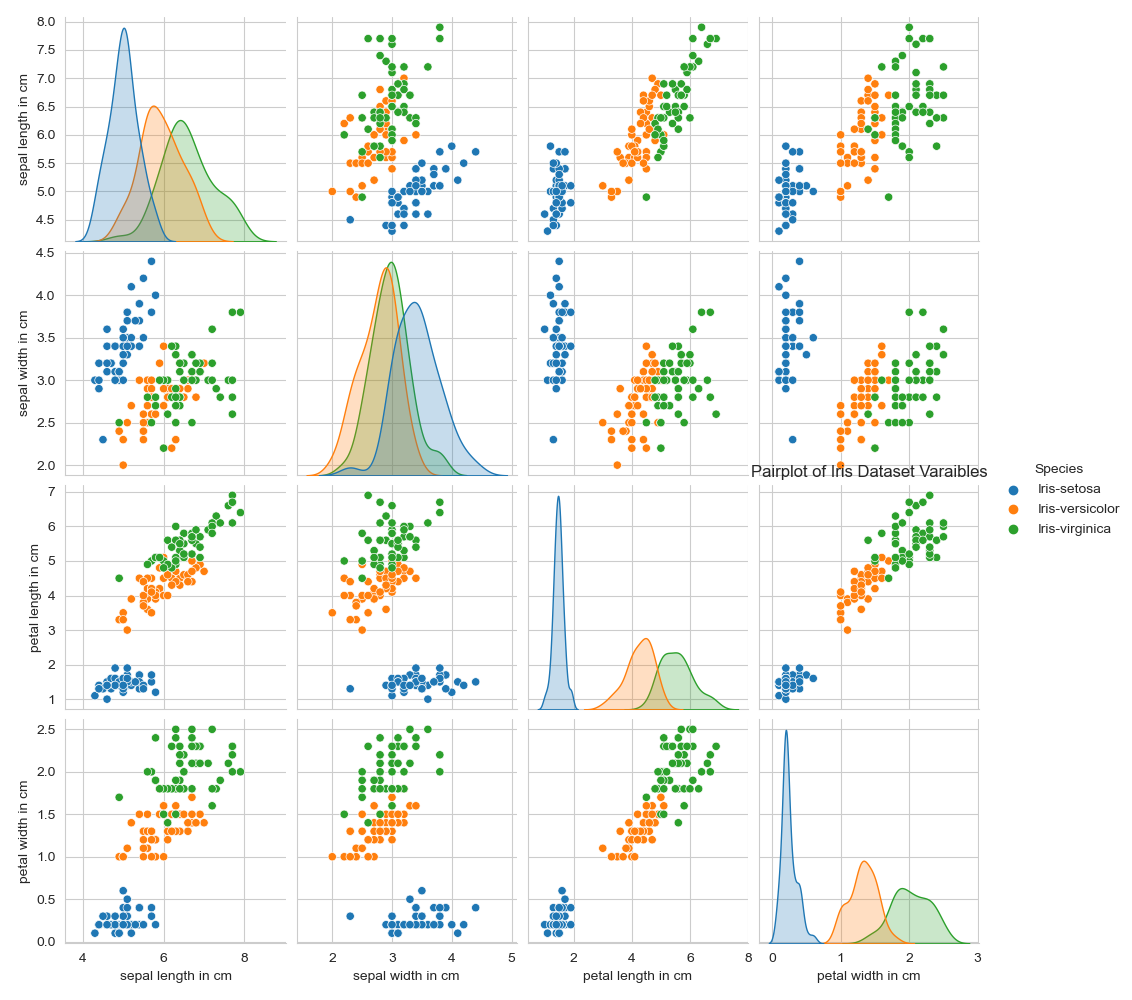 8.0
7.5
7.0
6.5
6.0
5.5
5.0
4.5
sepal length in cm
4.5
4.0
3.5
3.0
2.5
2.0
sepal width in cm
Pairplot of Iris Dataset Varaibles
Species
Iris-setosa
Iris-versicolor
Iris-virginica
7
6
5
4
3
2
1
petal length in cm
2.5
2.0
1.5
1.0
0.5
0.0
petal width in cm
4 8
sepal length in cm
2 3 4 5
sepal width in cm
2 4 6 8
petal length in cm
0 1 2 3
petal width in cm